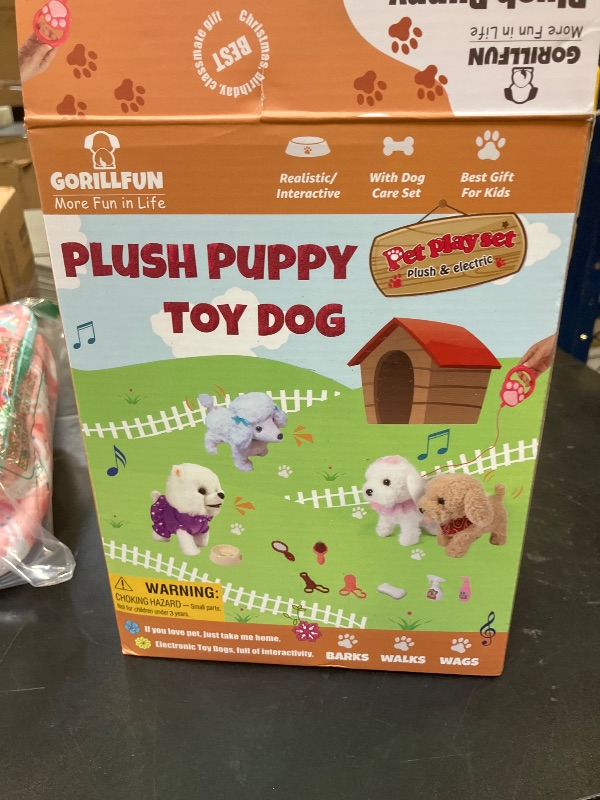 Christmas, birthday, classmate gift
BEST
Plush Puppy
GORILLFUN
More Fun in Life
GORILLFUN
More Fun in Life
Realistic/
Interactive
With Dog
Care Set
Best Gift
For Kids
PLUSH PUPPY
TOY DOG
Pet play set
Plush & electric
WARNING:
CHOKING HAZARD — Small parts.
Not for children under 3 years.
If you love pet, just take me home.
Electronic Toy Dogs, full of interactivity.
BARKS WALKS WAGS